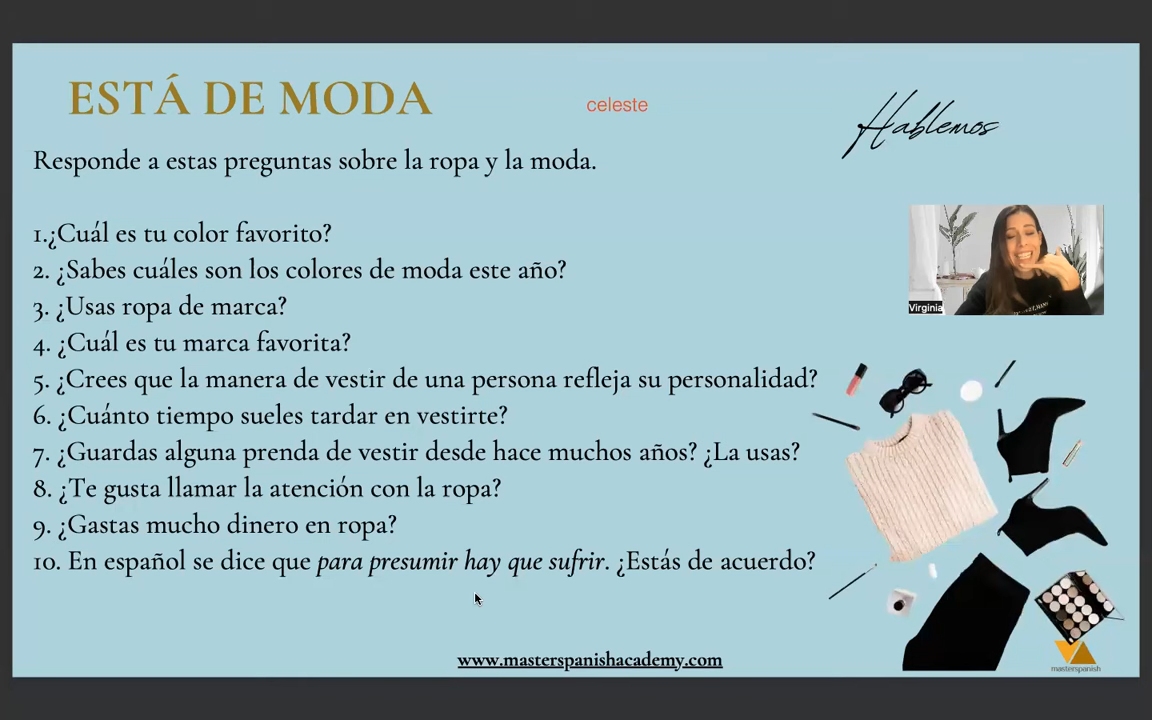 ESTÁ DE MODA
celeste
Hablemos
Responde a estas preguntas sobre la ropa y la moda.
1.¿Cuál es tu color favorito?
2. ¿Sabes cuáles son los colores de moda este año?
3. ¿Usas ropa de marca?
4. ¿Cuál es tu marca favorita?
5. ¿Crees que la manera de vestir de una persona refleja su personalidad?
6. ¿Cuánto tiempo sueles tardar en vestirte?
7. ¿Guardas alguna prenda de vestir desde hace muchos años? ¿La usas?
8. ¿Te gusta llamar la atención con la ropa?
9. ¿Gastas mucho dinero en ropa?
10. En español se dice que para presumir hay que sufrir. ¿Estás de acuerdo?
Virginia
www.masterspanishacademy.com
masterspanish